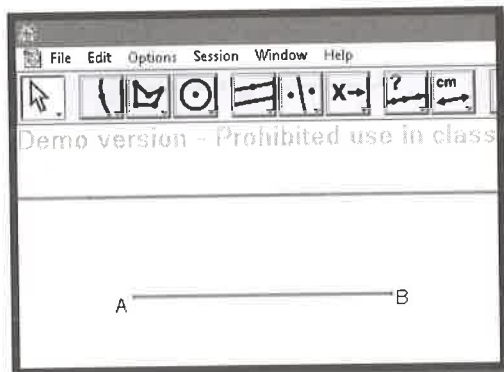 File Edit Options Session Window Help
X
? cm
Demo version - Prohibited use in class
A B